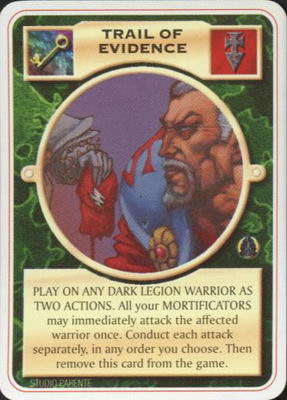 TRAIL OF
EVIDENCE
PLAY ON ANY DARK LEGION WARRIOR AS
TWO ACTIONS. All your MORTIFICATORS
may immediately attack the affected
warrior once. Conduct each attack
separately, in any order you choose. Then
remove this card from the game.
STUDIO PARENTE